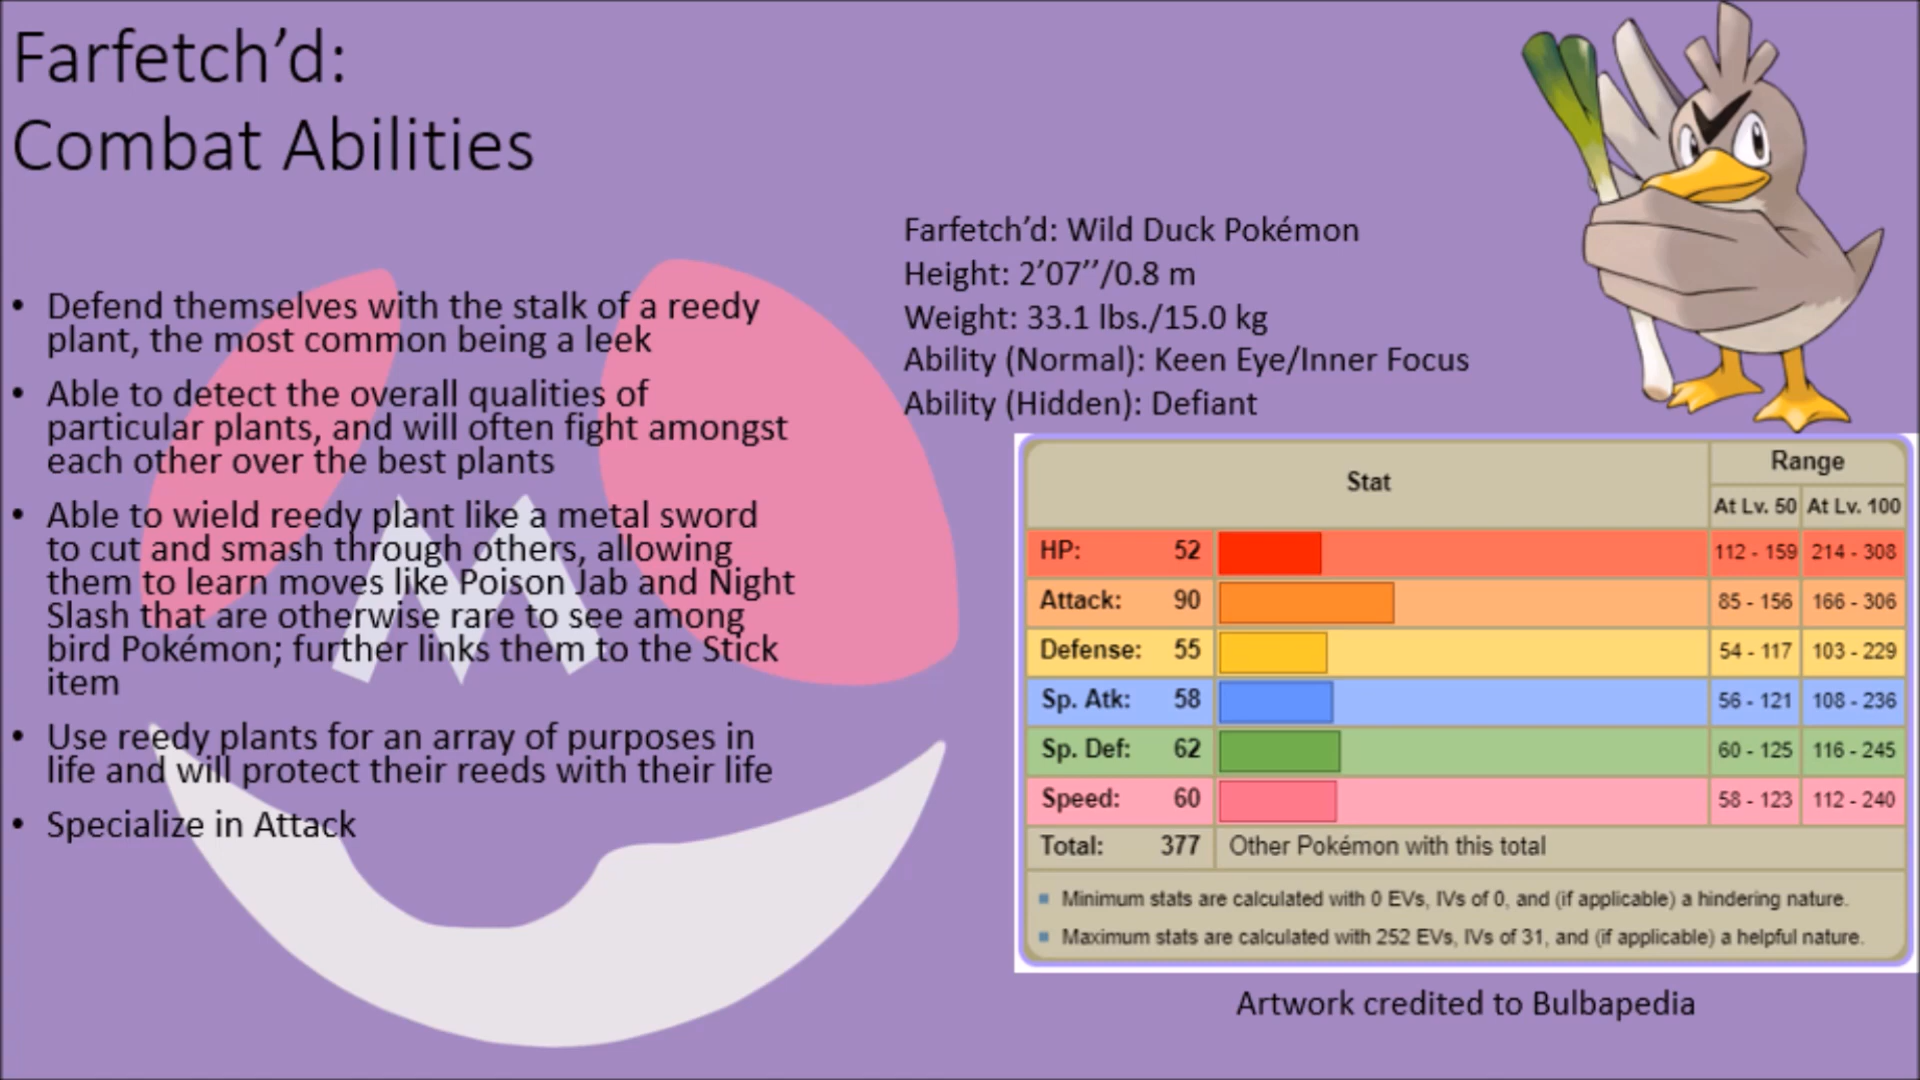 Farfetch’d:
Combat Abilities
• Defend themselves with the stalk of a reedy
plant, the most common being a leek
• Able to detect the overall qualities of
particular plants, and will often fight amongst
each other over the best plants
• Able to wield reedy plant like a metal sword
to cut and smash through others, allowing
them to learn moves like Poison Jab and Night
Slash that are otherwise rare to see among
bird Pokémon; further links them to the Stick
item
• Use reedy plants for an array of purposes in
life and will protect their reeds with their life
• Specialize in Attack
M
Farfetch’d: Wild Duck Pokémon
Height: 2’07’’/0.8 m
Weight: 33.1 lbs./15.0 kg
Ability (Normal): Keen Eye/Inner Focus
Ability (Hidden): Defiant
Stat Range
At Lv. 50 At Lv. 100
HP: 52 112 - 159 214 - 308
Attack: 90 85 - 156 166 - 306
Defense: 55 54 - 117 103 - 229
Sp. Atk: 58 56 - 121 108 - 236
Sp. Def: 62 60 - 125 116 - 245
Speed: 60 58 - 123 112 - 240
Total: 377 Other Pokémon with this total
Minimum stats are calculated with 0 EVs, IVs of 0, and (if applicable) a hindering nature.
Maximum stats are calculated with 252 EVs, IVs of 31, and (if applicable) a helpful nature.
Artwork credited to Bulbapedia